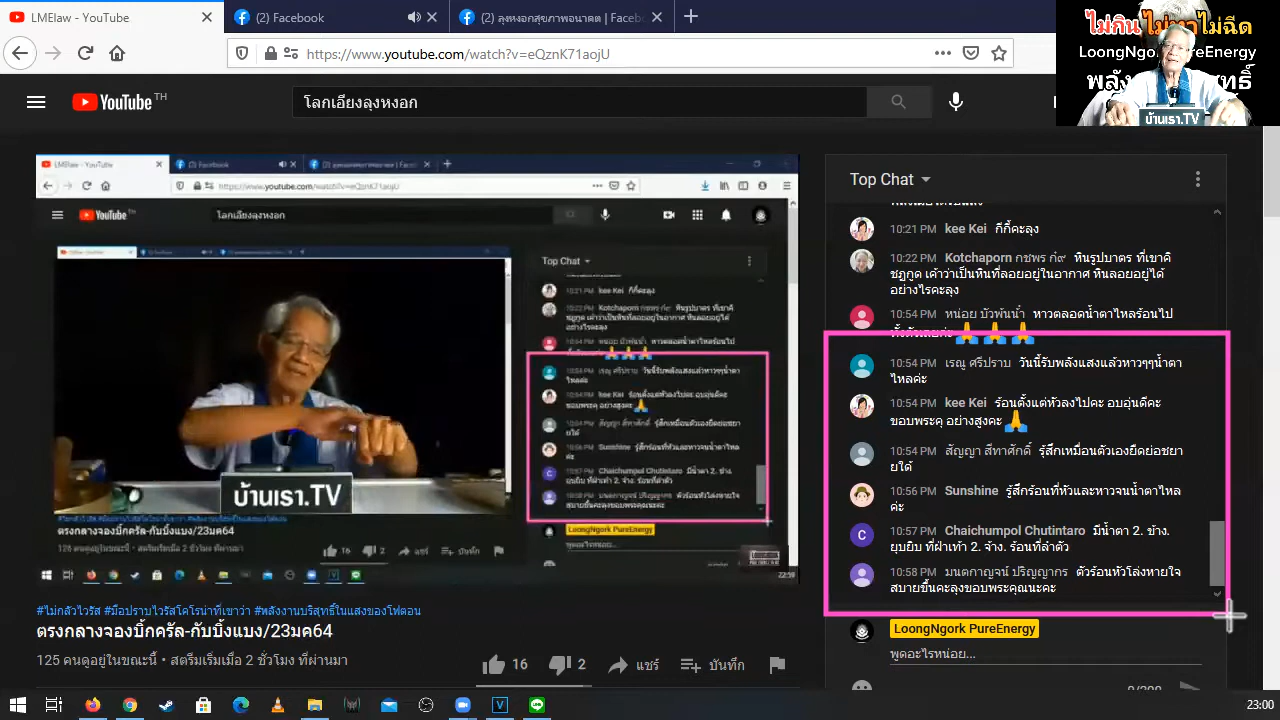 LMElaw - YouTube
(2) Facebook
(2) ลุงหงอกสุขภาพอนาคต | Faceb
https://www.youtube.com/watch?v=eQznK71aojU
ไม่กิน ไม่ทา ไม่ฉีด
LoongNgork PureEnergy
บ้านเรา.TV
YouTube TH
โลกเอียงลุงหงอก
Top Chat
10:21 PM kee Kei กีกี้คะลุง
10:22 PM Kotchaporn กชพร ก๋ฯ หินรูปบาตร ที่เขาคิ
ชฎกูด เค้าว่าเป็นหินที่ลอยอยู่ในอากาศ หินลอยอยู่ได้
อย่างไรคะลุง
10:54 PM หน่อย บัวพันน้ำ หาวตลอดน้ำตาไหลร้อนไป
ทั้งตัวเลยค่ะ 🙏 🙏 🙏
10:54 PM เรณู ศรีปราบ วันนี้รับพลังแสงแล้วหาวๆๆน้ำตา
ไหลค่ะ
10:54 PM kee Kei ร้อนตั้งแต่หัวลงไปคะ อบอุ่นดีคะ
ขอบพระคุ อย่างสูงคะ 🙏
10:54 PM สัญญา สีทาศักดิ์ รู้สึกเหมือนตัวเองยืดย่อขยา
ยได้
10:56 PM Sunshine รู้สึกร้อนที่หัวและหาวจนน้ำตาไหล
ค่ะ
10:57 PM Chaichumpol Chutintaro มีน้ำตา 2. ข้าง.
ยุบยิบ ที่ฝ่าเท้า 2. จ้าง. ร้อนที่ลำตัว
10:58 PM มนตกาญจน์ ปริญญากร ตัวร้อนหัวโล่งหายใจ
สบายขึ้นคะลุงขอบพระคุณนะคะ
LoongNgork PureEnergy
พูดอะไรหน่อย...
บ้านเรา.TV
22:59
#ไม่กลัวไวรัส #มือปราบไวรัสโคโรน่าที่เขาว่า #พลังงานบริสุทธิ์ในแสงของโฟตอน
ตรงกลางจองบิ้กครัล-กับบิ้งแบง/23มค64
125 คนดูอยู่ในขณะนี้ • สตรีมเริ่มเมื่อ 2 ชั่วโมง ที่ผ่านมา
16 2 แชร์ บันทึก
23:00